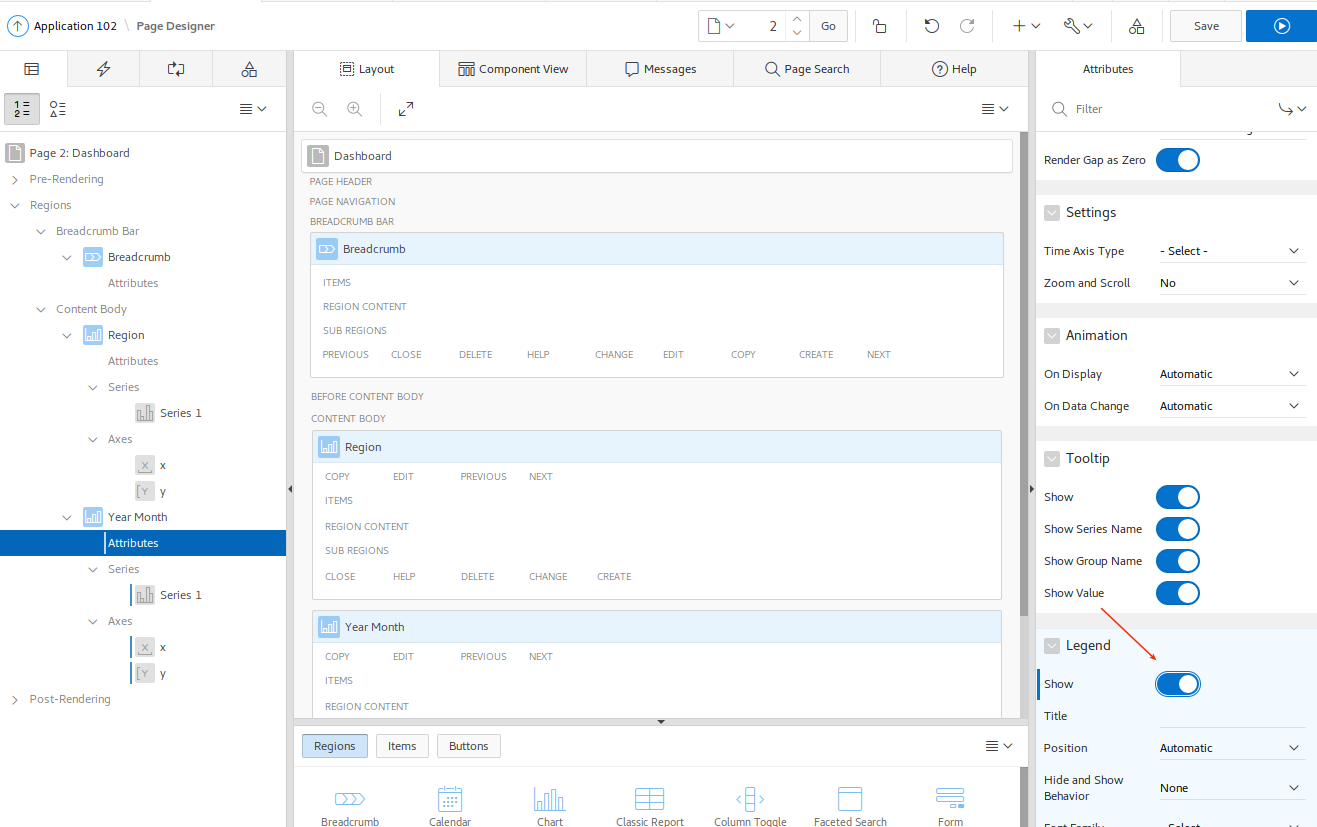 Application 102 \ Page Designer
2
Go
Save
Layout
Component View
Messages
Page Search
Help
Attributes
Filter
Page 2: Dashboard
Pre-Rendering
Regions
Breadcrumb Bar
Breadcrumb
Attributes
Content Body
Region
Attributes
Series
Series 1
Axes
x
y
Year Month
Attributes
Series
Series 1
Axes
x
y
Post-Rendering
Dashboard
PAGE HEADER
PAGE NAVIGATION
BREADCRUMB BAR
Breadcrumb
ITEMS
REGION CONTENT
SUB REGIONS
PREVIOUS CLOSE DELETE HELP CHANGE EDIT COPY CREATE NEXT
BEFORE CONTENT BODY
CONTENT BODY
Region
COPY EDIT PREVIOUS NEXT
ITEMS
REGION CONTENT
SUB REGIONS
CLOSE HELP DELETE CHANGE CREATE
Year Month
COPY EDIT PREVIOUS NEXT
ITEMS
REGION CONTENT
Regions
Items
Buttons
Breadcrumb
Calendar
Chart
Classic Report
Column Toggle
Faceted Search
Form
Render Gap as Zero
Settings
Time Axis Type - Select -
Zoom and Scroll No
Animation
On Display Automatic
On Data Change Automatic
Tooltip
Show
Show Series Name
Show Group Name
Show Value
Legend
Show
Title
Position Automatic
Hide and Show
Behavior
None
Font Family - Select -